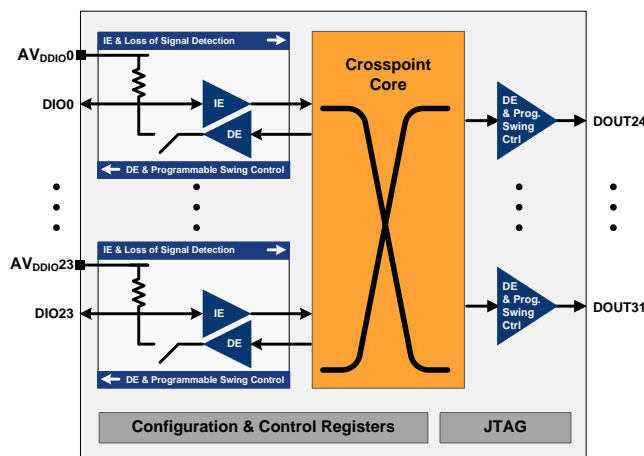 IE & Loss of Signal Detection
AVDDIO0
DIO0
IE
DE
DE & Programmable Swing Control
Crosspoint
Core
DE
& Prog.
Swing
Ctrl
DOUT24
IE & Loss of Signal Detection
AVDDIO23
DIO23
IE
DE
DE & Programmable Swing Control
DE
& Prog.
Swing
Ctrl
DOUT31
Configuration & Control Registers
JTAG